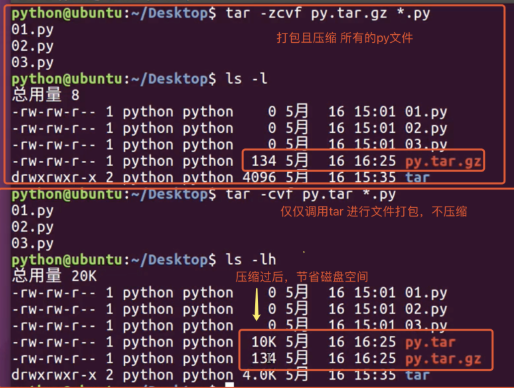 python@ubuntu:~/Desktop$ tar -zcvf py.tar.gz *.py
01.py
打包且压缩 所有的py文件
02.py
03.py
python@ubuntu:~/Desktop$ ls -l
总用量 8
-rw-rw-r-- 1 python python 0 5月 16 15:01 01.py
-rw-rw-r-- 1 python python 0 5月 16 15:01 02.py
-rw-rw-r-- 1 python python 0 5月 16 15:01 03.py
-rw-rw-r-- 1 python python 134 5月 16 16:25 py.tar.gz
drwxrwxr-x 2 python python 4096 5月 16 15:35 tar
python@ubuntu:~/Desktop$ tar -cvf py.tar *.py
01.py
仅仅调用tar 进行文件打包，不压缩
02.py
03.py
python@ubuntu:~/Desktop$ ls -lh
总用量 20K
压缩过后，节省磁盘空间
-rw-rw-r-- 1 python python 0 5月 16 15:01 01.py
-rw-rw-r-- 1 python python 0 5月 16 15:01 02.py
-rw-rw-r-- 1 python python 0 5月 16 15:01 03.py
-rw-rw-r-- 1 python python 10K 5月 16 16:25 py.tar
-rw-rw-r-- 1 python python 134 5月 16 16:25 py.tar.gz
drwxrwxr-x 2 python python 4.0K 5月 16 15:35 tar